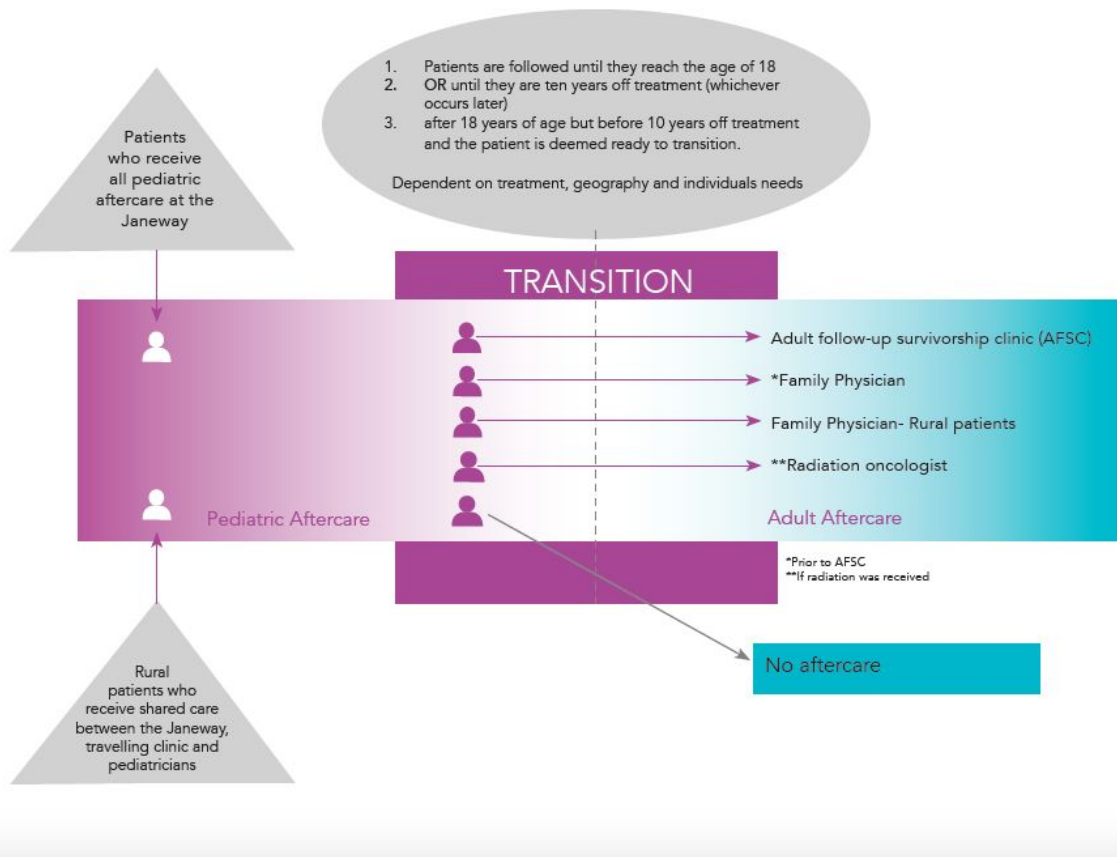 1. Patients are followed until they reach the age of 18
2. OR until they are ten years off treatment (whichever
occurs later)
3. after 18 years of age but before 10 years off treatment
and the patient is deemed ready to transition.
Dependent on treatment, geography and individuals needs
Patients
who receive
all pediatric
aftercare at the
Janeway
TRANSITION
Adult follow-up survivorship clinic (AFSC)
*Family Physician
Family Physician- Rural patients
**Radiation oncologist
Pediatric Aftercare
Adult Aftercare
*Prior to AFSC
**If radiation was received
No aftercare
Rural
patients who
receive shared care
between the Janeway,
travelling clinic and
pediatricians